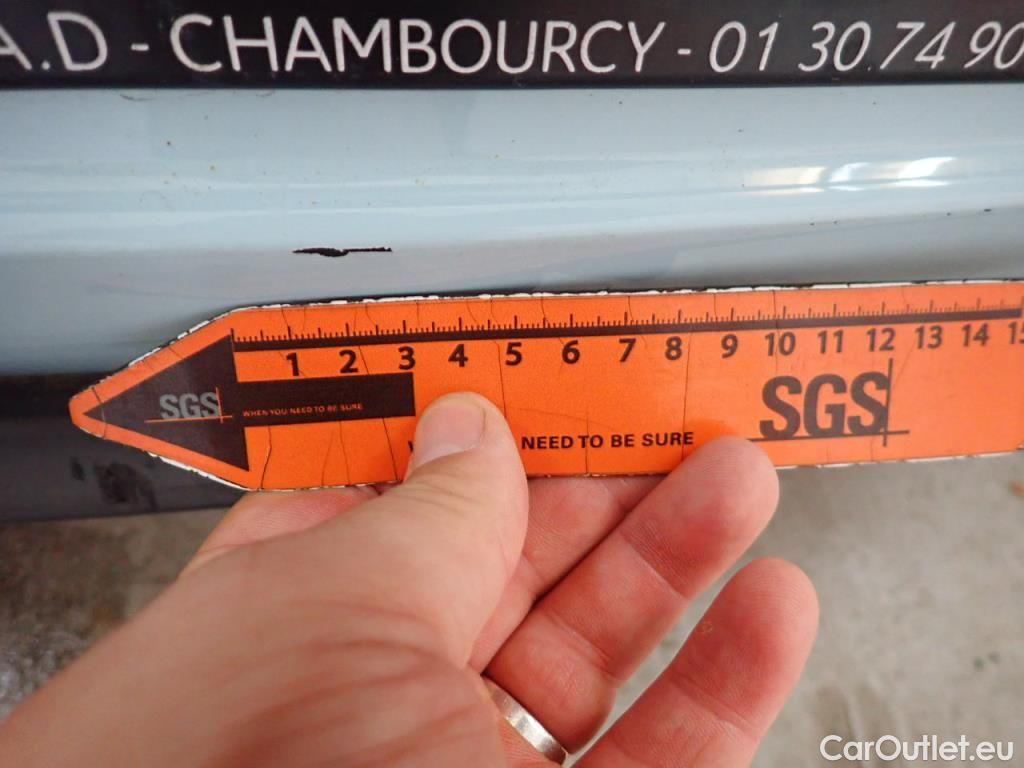 A.D - CHAMBOURCY - 01 30.74 90
1 2 3 4 5 6 7 8 9 10 11 12 13 14 15
SGS WHEN YOU NEED TO BE SURE
NEED TO BE SURE SGS
CarOutlet.eu